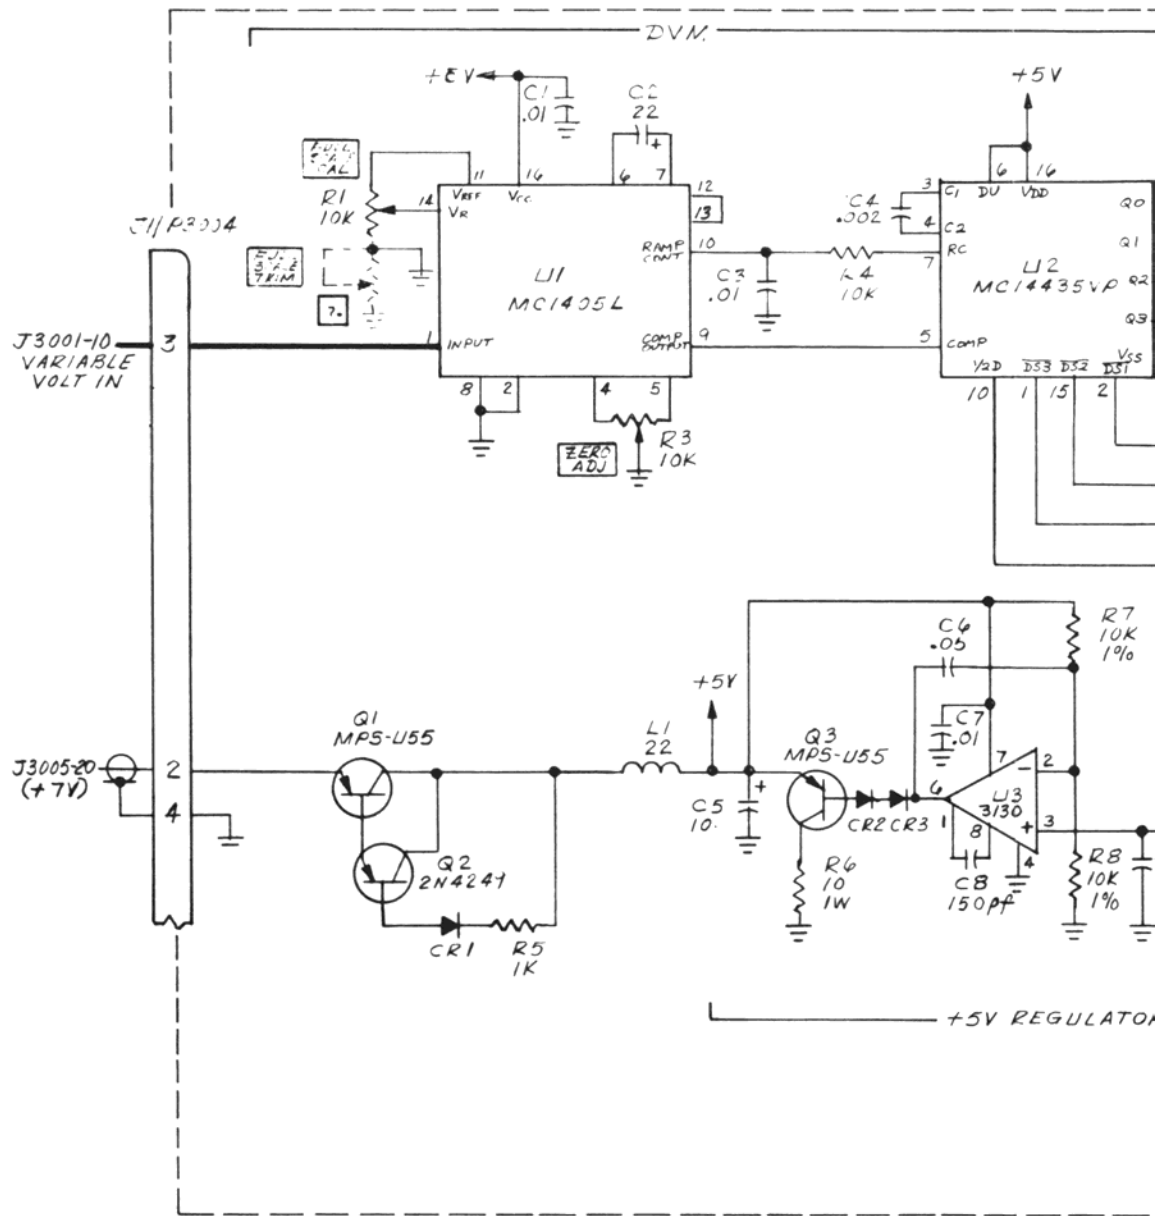 DVM
+5V
C1
.01
C2
22
+5V
CAL
R1
10K
11
16
6
7
12
13
14
VREF
VCC
VR
RAMP
CONT
10
U1
MC1405L
C3
.01
R4
10K
C4
.002
3
4
7
6
16
C1
DU
VDD
C2
RC
Q0
Q1
Q2
Q3
U2
MC14435VP
J1/P3004
J3001-10
VARIABLE
VOLT IN
3
1
INPUT
COMP
OUTPUT
9
5
COMP
VSS
1/2D
DS3
DS2
DS1
10
1
15
2
8
2
4
5
ZERO
ADJ
R3
10K
R7
10K
1%
C6
.05
+5V
C7
.01
Q1
MPS-U55
L1
22
Q3
MPS-U55
J3005-20
(+7V)
2
4
C5
10
CR2
CR3
6
7
2
U3
3130
1
8
3
4
C8
150pf
R8
10K
1%
Q2
2N4249
R6
10
1W
CR1
R5
1K
+5V REGULATOR